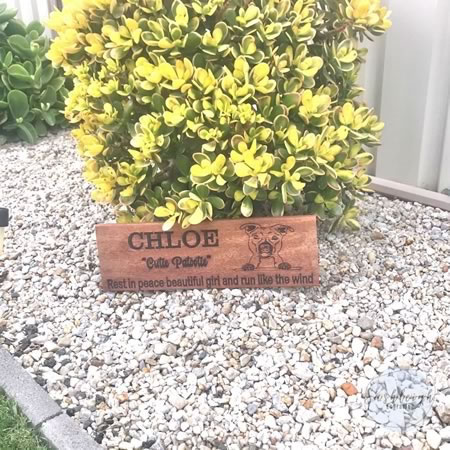 CHLOE
"Cutie Patootie"
Rest in peace beautiful girl and run like the wind